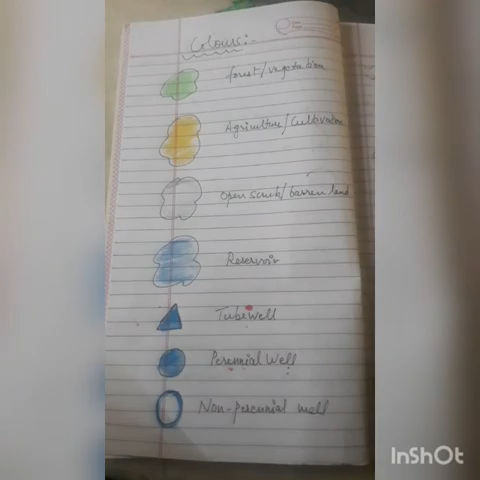 Colours:-
forest/vegetation
Agriculture/Cultivation
open scrub/barren land
Reservoir
Tubewell
Perennial Well
Non-perennial well
InShOt